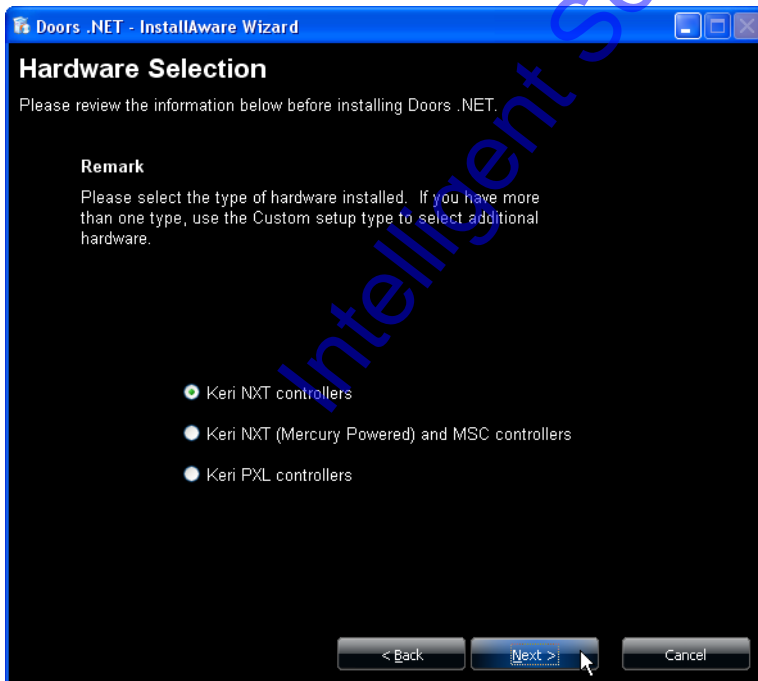 Doors .NET - InstallAware Wizard
Hardware Selection
Please review the information below before installing Doors .NET.
Remark
Please select the type of hardware installed.  If you have more
than one type, use the Custom setup type to select additional
hardware.
Keri NXT controllers
Keri NXT (Mercury Powered) and MSC controllers
Keri PXL controllers
< Back
Next >
Cancel
Intelligent